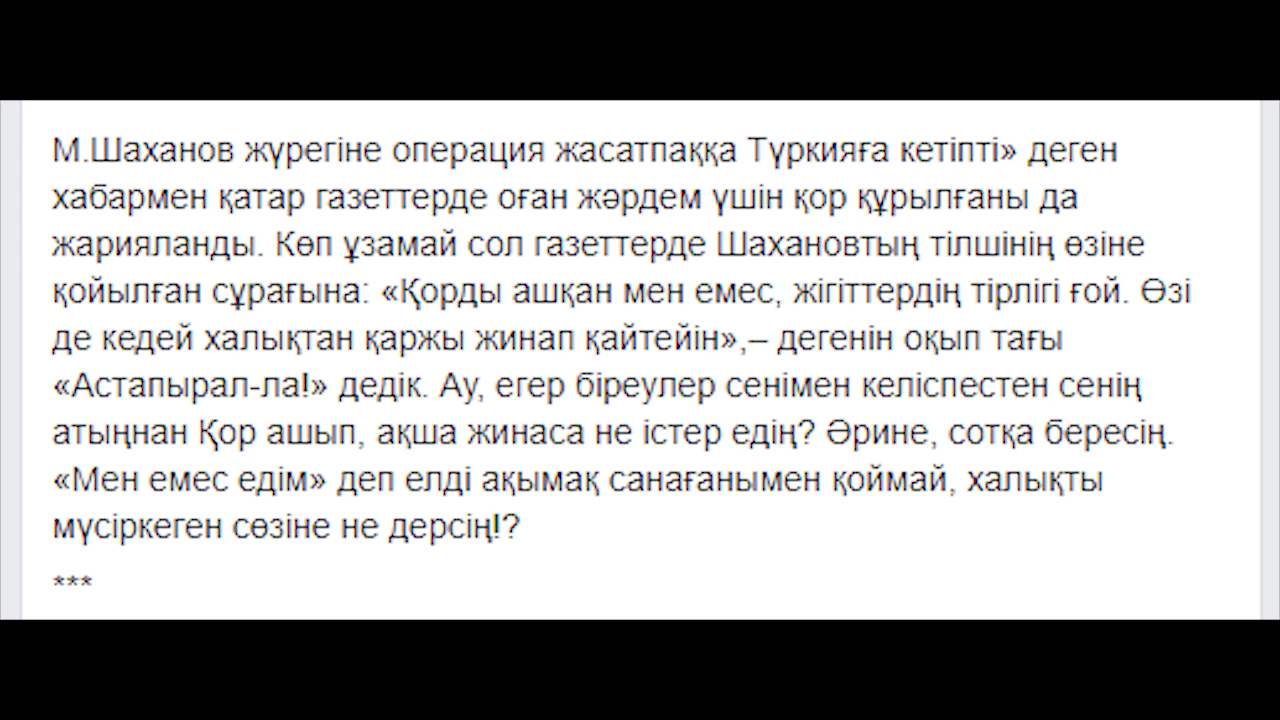 М.Шаханов жүрегіне операция жасатпаққа Түркияға кетіпті» деген
хабармен қатар газеттерде оған жәрдем үшін қор құрылғаны да
жарияланды. Көп ұзамай сол газеттерде Шахановтың тілшінің өзіне
қойылған сұрағына: «Қорды ашқан мен емес, жігіттердің тірлігі ғой. Өзі
де кедей халықтан қаржы жинап қайтейін»,– дегенін оқып тағы
«Астапырал-ла!» дедік. Ау, егер біреулер сенімен келіспестен сенің
атыңнан Қор ашып, ақша жинаса не істер едің? Әрине, сотқа бересің.
«Мен емес едім» деп елді ақымақ санағанымен қоймай, халықты
мүсіркеген сөзіне не дерсің!?
***